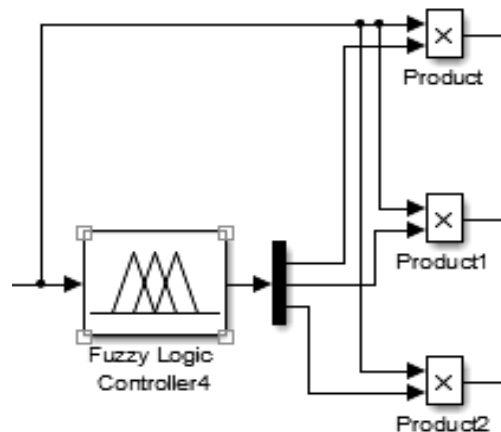 ×
Product
×
Product1
Fuzzy Logic
Controller4
×
Product2